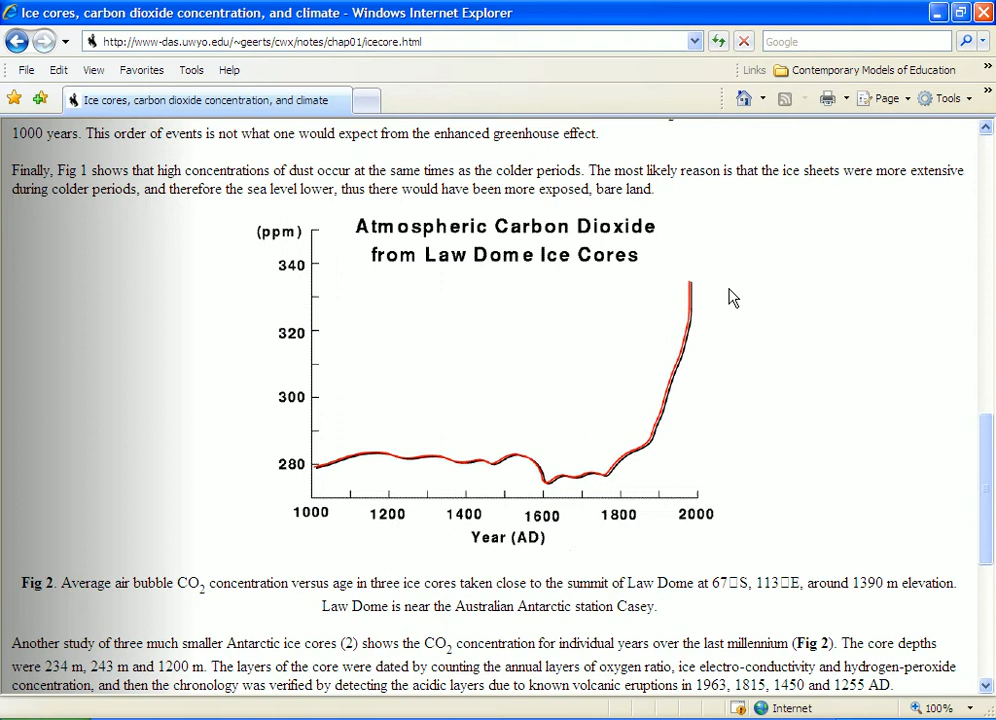 Ice cores, carbon dioxide concentration, and climate - Windows Internet Explorer
http://www-das.uwyo.edu/~geerts/cwx/notes/chap01/icecore.html
Google
File Edit View Favorites Tools Help
Links Contemporary Models of Education »
Ice cores, carbon dioxide concentration, and climate
Page Tools »
1000 years. This order of events is not what one would expect from the enhanced greenhouse effect.
Finally, Fig 1 shows that high concentrations of dust occur at the same times as the colder periods. The most likely reason is that the ice sheets were more extensive
during colder periods, and therefore the sea level lower, thus there would have been more exposed, bare land.
Atmospheric Carbon Dioxide
from Law Dome Ice Cores
(ppm)
340
320
300
280
1000 1200 1400 1600 1800 2000
Year (AD)
Fig 2. Average air bubble CO2 concentration versus age in three ice cores taken close to the summit of Law Dome at 67□S, 113□E, around 1390 m elevation.
Law Dome is near the Australian Antarctic station Casey.
Another study of three much smaller Antarctic ice cores (2) shows the CO2 concentration for individual years over the last millennium (Fig 2). The core depths
were 234 m, 243 m and 1200 m. The layers of the core were dated by counting the annual layers of oxygen ratio, ice electro-conductivity and hydrogen-peroxide
concentration, and then the chronology was verified by detecting the acidic layers due to known volcanic eruptions in 1963, 1815, 1450 and 1255 AD.
Internet
100%